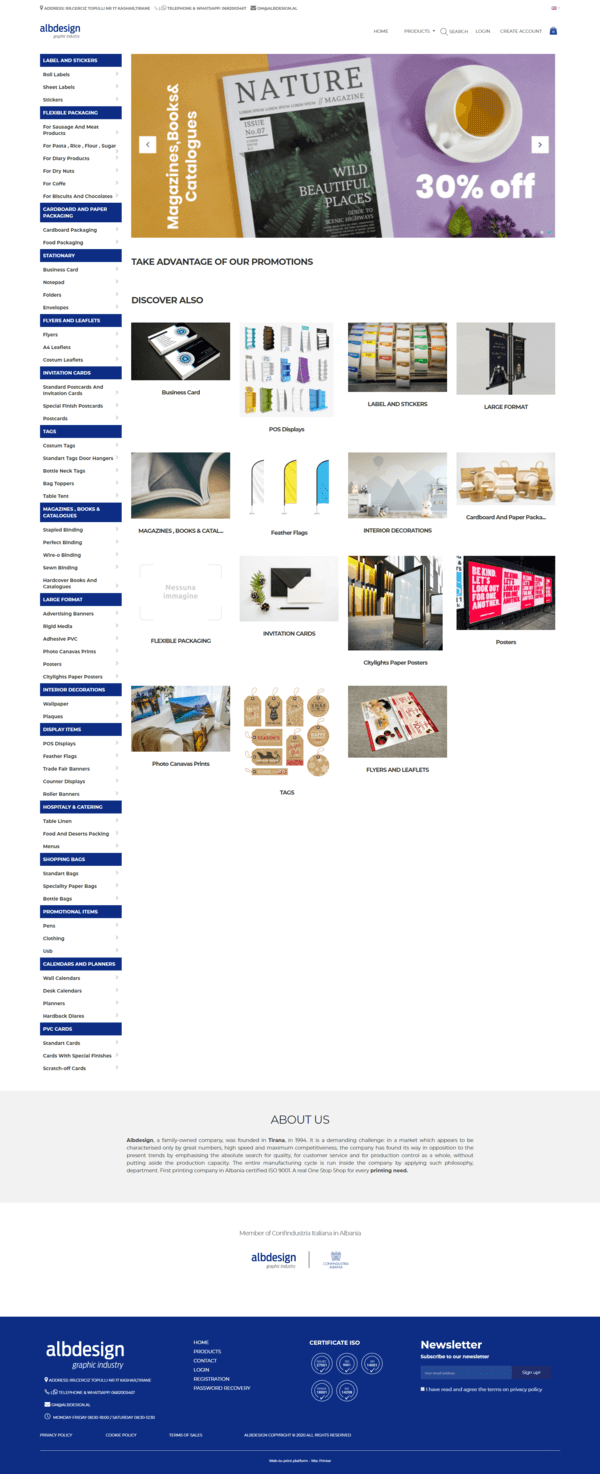 ADDRESS: RR.CERCIZ TOPULLI NR 17 KASHAR,TIRANE
TELEPHONE & WHATSAPP: 0682003467
GM@ALBDESIGN.AL
albdesign
graphic industry
HOME
PRODUCTS
SEARCH
LOGIN
CREATE ACCOUNT
LABEL AND STICKERS
Roll Labels
Sheet Labels
Stickers
FLEXIBLE PACKAGING
For Sausage And Meat
Products
For Pasta , Rice , Flour , Sugar
For Diary Products
For Dry Nuts
For Coffe
For Biscuits And Chocolates
CARDBOARD AND PAPER
PACKAGING
Cardboard Packaging
Food Packaging
STATIONARY
Business Card
Notepad
Folders
Envelopes
FLYERS AND LEAFLETS
Flyers
A4 Leaflets
Costum Leaflets
INVITATION CARDS
Standard Postcards And
Invitation Cards
Special Finish Postcards
Postcards
TAGS
Costum Tags
Standart Tags Door Hangers
Bottle Neck Tags
Bag Toppers
Table Tent
MAGAZINES , BOOKS &
CATALOGUES
Stapled Binding
Perfect Binding
Wire-o Binding
Sewn Binding
Hardcover Books And
Catalogues
LARGE FORMAT
Advertising Banners
Rigid Media
Adhesive PVC
Photo Canavas Prints
Posters
Citylights Paper Posters
INTERIOR DECORATIONS
Wallpaper
Plaques
DISPLAY ITEMS
POS Displays
Feather Flags
Trade Fair Banners
Counter Displays
Roller Banners
HOSPITALY & CATERING
Table Linen
Food And Deserts Packing
Menus
SHOPPING BAGS
Standart Bags
Speciality Paper Bags
Bottle Bags
PROMOTIONAL ITEMS
Pens
Clothing
Usb
CALENDARS AND PLANNERS
Wall Calendars
Desk Calendars
Planners
Hardback Diares
PVC CARDS
Standart Cards
Cards With Special Finishes
Scratch-off Cards
Magazines,Books&
Catalogues
NATURE
MAGAZINE
ISSUE
No.07
WILD
BEAUTIFUL
PLACES
GUIDE TO
SCENIC HIGHWAYS
30% off
TAKE ADVANTAGE OF OUR PROMOTIONS
DISCOVER ALSO
Business Card
POS Displays
LABEL AND STICKERS
LARGE FORMAT
MAGAZINES , BOOKS & CATAL...
Feather Flags
INTERIOR DECORATIONS
Cardboard And Paper Packa...
Nessuna
immagine
FLEXIBLE PACKAGING
INVITATION CARDS
Citylights Paper Posters
BE KIND.
LET'S
LOOK OUT
FOR ONE
ANOTHER.
Posters
Photo Canavas Prints
TAGS
FLYERS AND LEAFLETS
ABOUT US
Albdesign, a family-owned company, was founded in Tirana, in 1994. It is a demanding challenge: in a market which appears to be
characterised only by great numbers, high speed and maximum competitiveness, the company has found its way in opposition to the
present trends by emphasising the absolute search for quality, for customer service and for production control as a whole, without
putting aside the production capacity. The entire manufacturing cycle is run inside the company by applying such philosophy,
department. First printing company in Albania certified ISO 9001. A real One Stop Shop for every printing need.
Member of Confindustria Italiana in Albania
albdesign
graphic industry
CONFINDUSTRIA
ALBANIA
albdesign
graphic industry
ADDRESS: RR.CERCIZ TOPULLI NR 17 KASHAR,TIRANE
TELEPHONE & WHATSAPP: 0682003467
GM@ALBDESIGN.AL
MONDAY-FRIDAY 08:30-18:00 / SATURDAY 08:30-12:30
HOME
PRODUCTS
CONTACT
LOGIN
REGISTRATION
PASSWORD RECOVERY
CERTIFICATE ISO
Newsletter
Subscribe to our newsletter
Your email address
Sign up!
I have read and agree the terms on privacy policy
PRIVACY POLICY
COOKIE POLICY
TERMS OF SALES
ALBDESIGN COPYRIGHT © 2020 ALL RIGHTS RESERVED
Web-to-print platform - Mts Printer